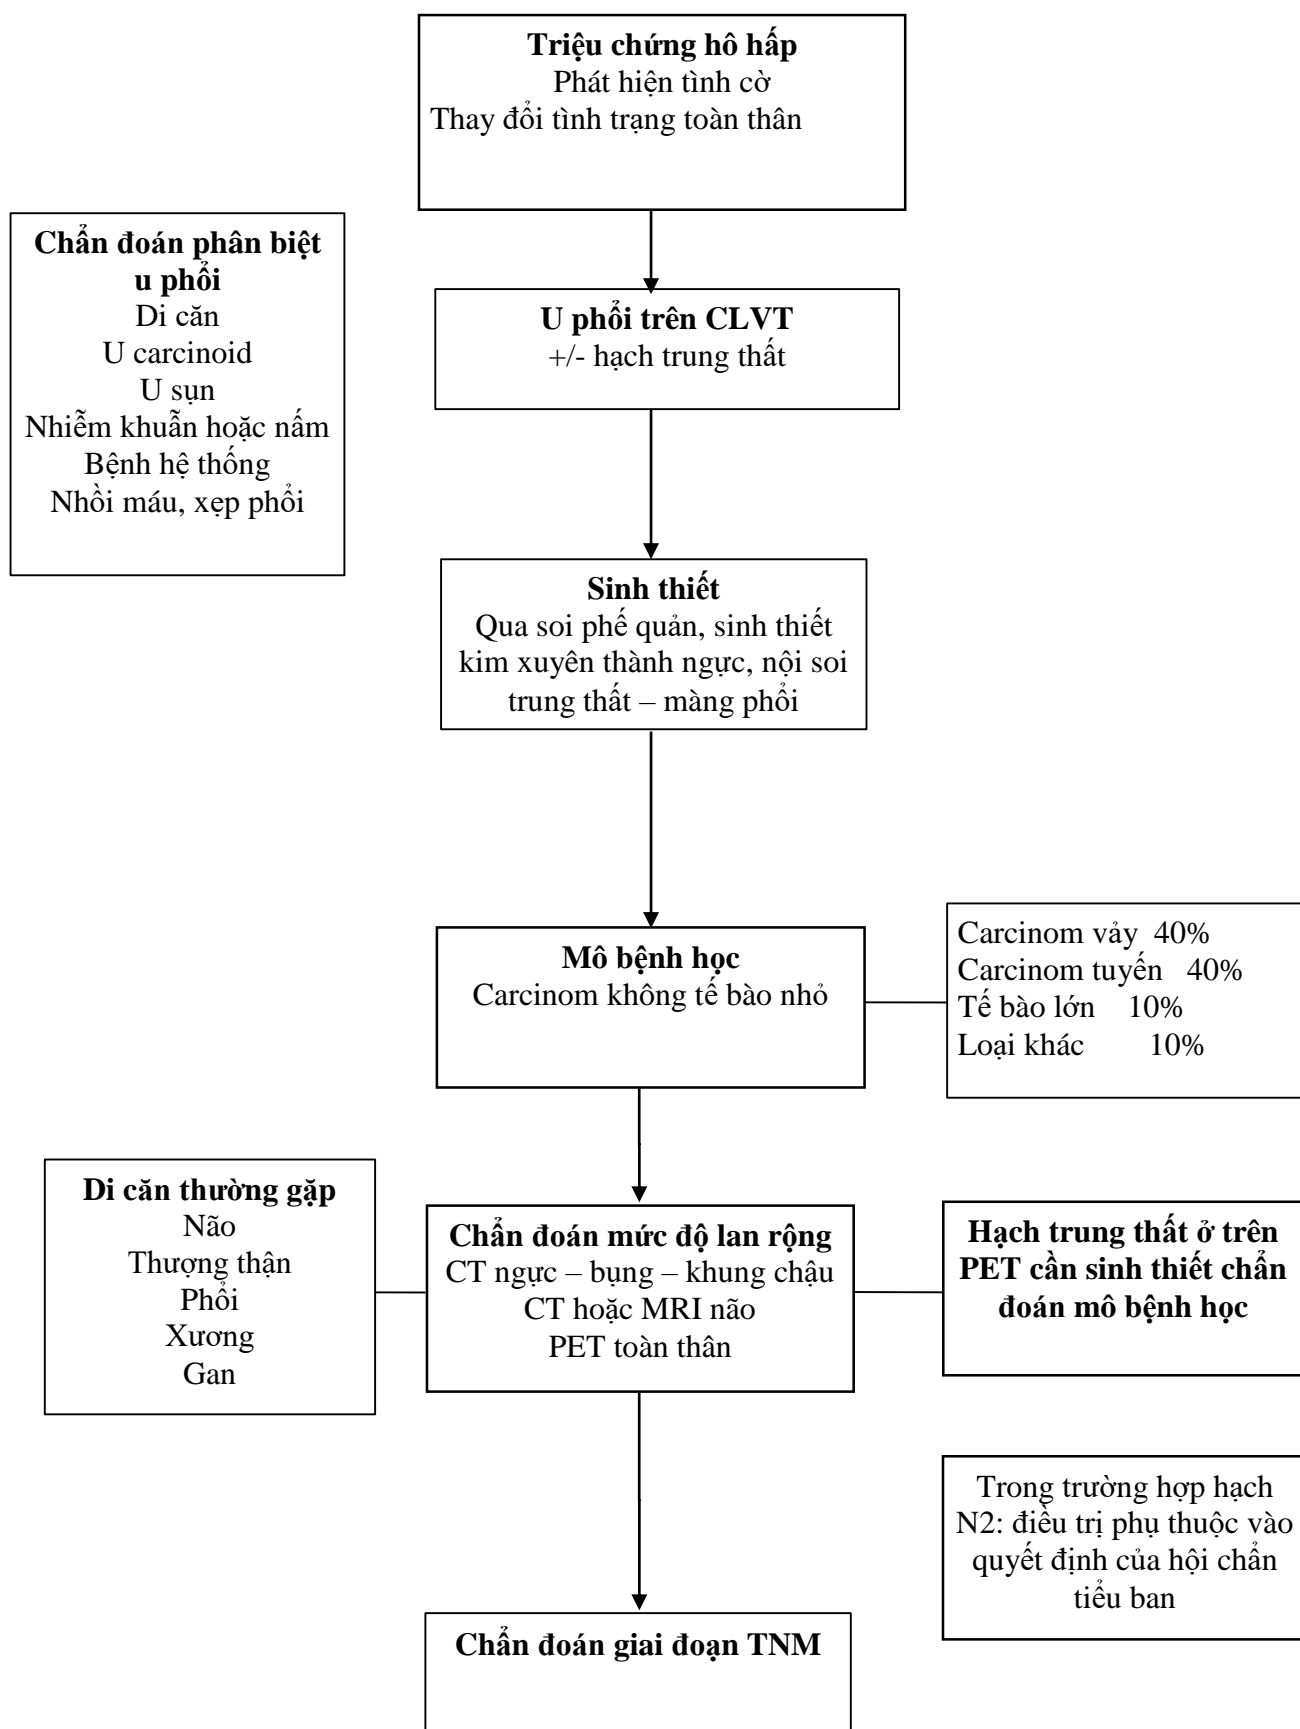 Triệu chứng hô hấp
Phát hiện tình cờ
Thay đổi tình trạng toàn thân
Chẩn đoán phân biệt
u phổi
Di căn
U carcinoid
U sụn
Nhiễm khuẫn hoặc nấm
Bệnh hệ thống
Nhồi máu, xẹp phổi
U phổi trên CLVT
+/- hạch trung thất
Sinh thiết
Qua soi phế quản, sinh thiết
kim xuyên thành ngực, nội soi
trung thất – màng phổi
Mô bệnh học
Carcinom không tế bào nhỏ
Carcinom vảy 40%
Carcinom tuyến 40%
Tế bào lớn 10%
Loại khác 10%
Di căn thường gặp
Não
Thượng thận
Phổi
Xương
Gan
Chẩn đoán mức độ lan rộng
CT ngực – bụng – khung chậu
CT hoặc MRI não
PET toàn thân
Hạch trung thất ở trên
PET cần sinh thiết chẩn
đoán mô bệnh học
Trong trường hợp hạch
N2: điều trị phụ thuộc vào
quyết định của hội chẩn
tiểu ban
Chẩn đoán giai đoạn TNM